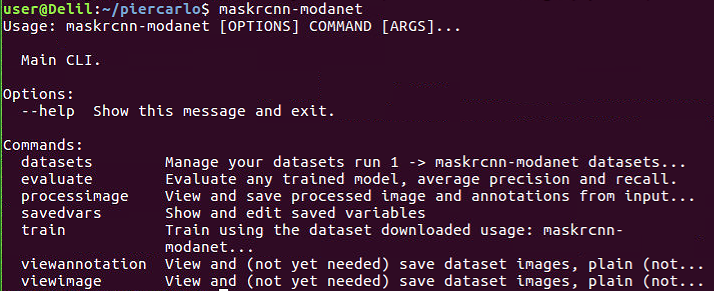 user@Delil:~/piercarlo$ maskrcnn-modanet
Usage: maskrcnn-modanet [OPTIONS] COMMAND [ARGS]...
Main CLI.
Options:
--help  Show this message and exit.
Commands:
datasets        Manage your datasets run 1 -> maskrcnn-modanet datasets...
evaluate        Evaluate any trained model, average precision and recall.
processimage    View and save processed image and annotations from input...
savedvars       Show and edit saved variables
train           Train using the dataset downloaded usage: maskrcnn-
modanet...
viewannotation  View and (not yet needed) save dataset images, plain (not...
viewimage       View and (not yet needed) save dataset images, plain (not...